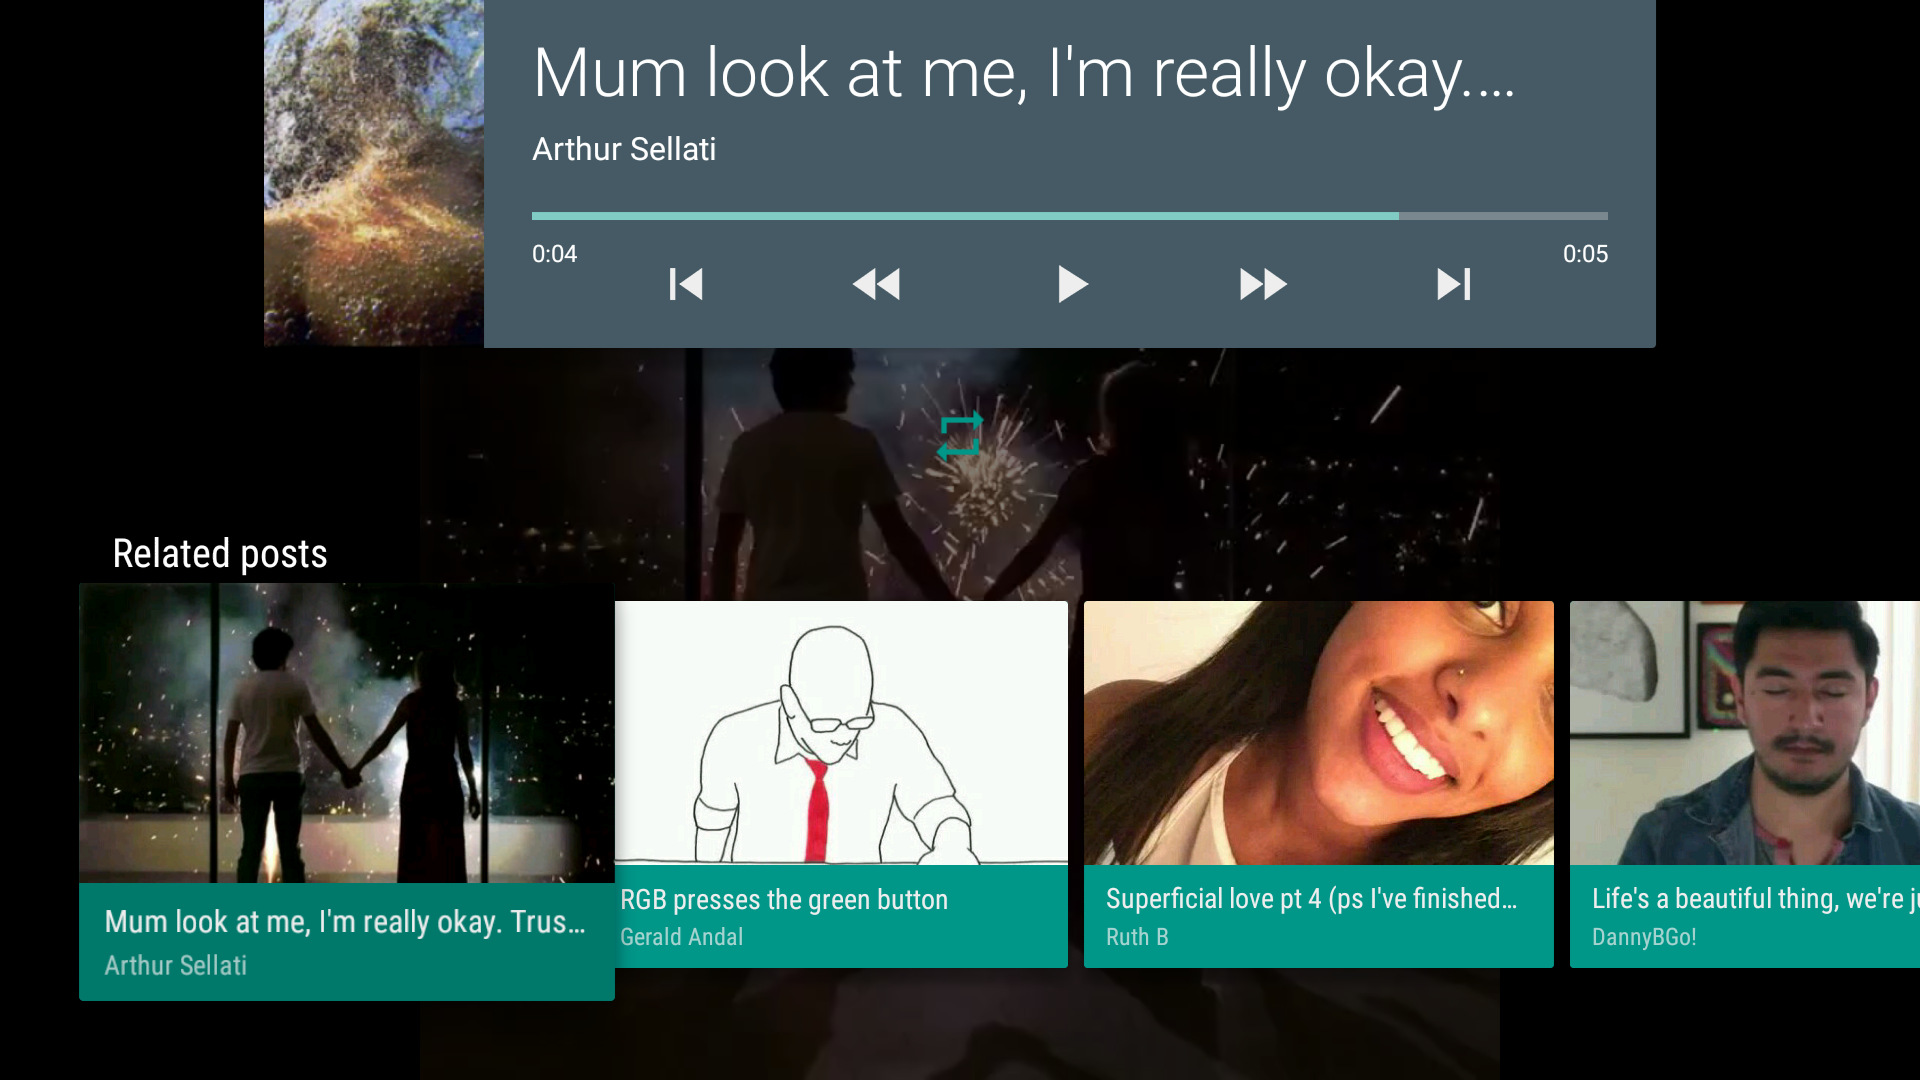 Mum look at me, I'm really okay....
Arthur Sellati
0:04
0:05
Related posts
Mum look at me, I'm really okay. Trus...
Arthur Sellati
RGB presses the green button
Gerald Andal
Superficial love pt 4 (ps I've finished...
Ruth B
Life's a beautiful thing, we're ju
DannyBGo!